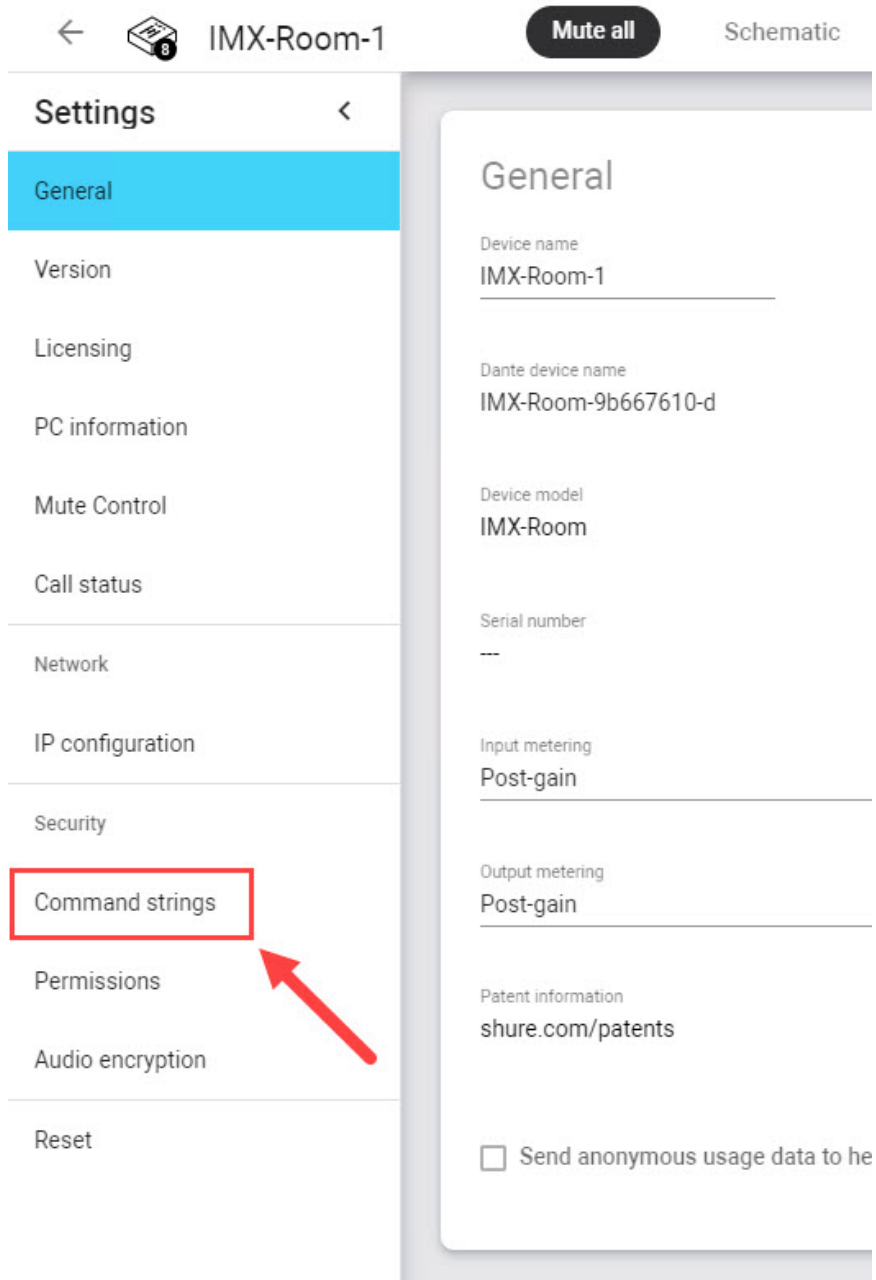 IMX-Room-1
Mute all
Schematic
8
Settings
General
Version
Licensing
PC information
Mute Control
Call status
Network
IP configuration
Security
Command strings
Permissions
Audio encryption
Reset
General
Device name
IMX-Room-1
Dante device name
IMX-Room-9b667610-d
Device model
IMX-Room
Serial number
---
Input metering
Post-gain
Output metering
Post-gain
Patent information
shure.com/patents
Send anonymous usage data to he